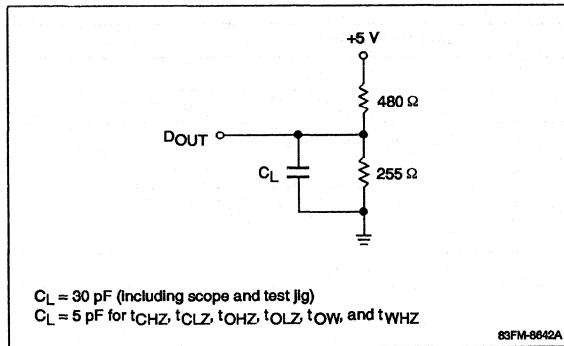 +5 V
480 Ω
DOUT
CL
255 Ω
CL = 30 pF (Including scope and test jig)
CL = 5 pF for tCHZ, tCLZ, tOHZ, tOLZ, tOW, and tWHZ
83FM-8642A